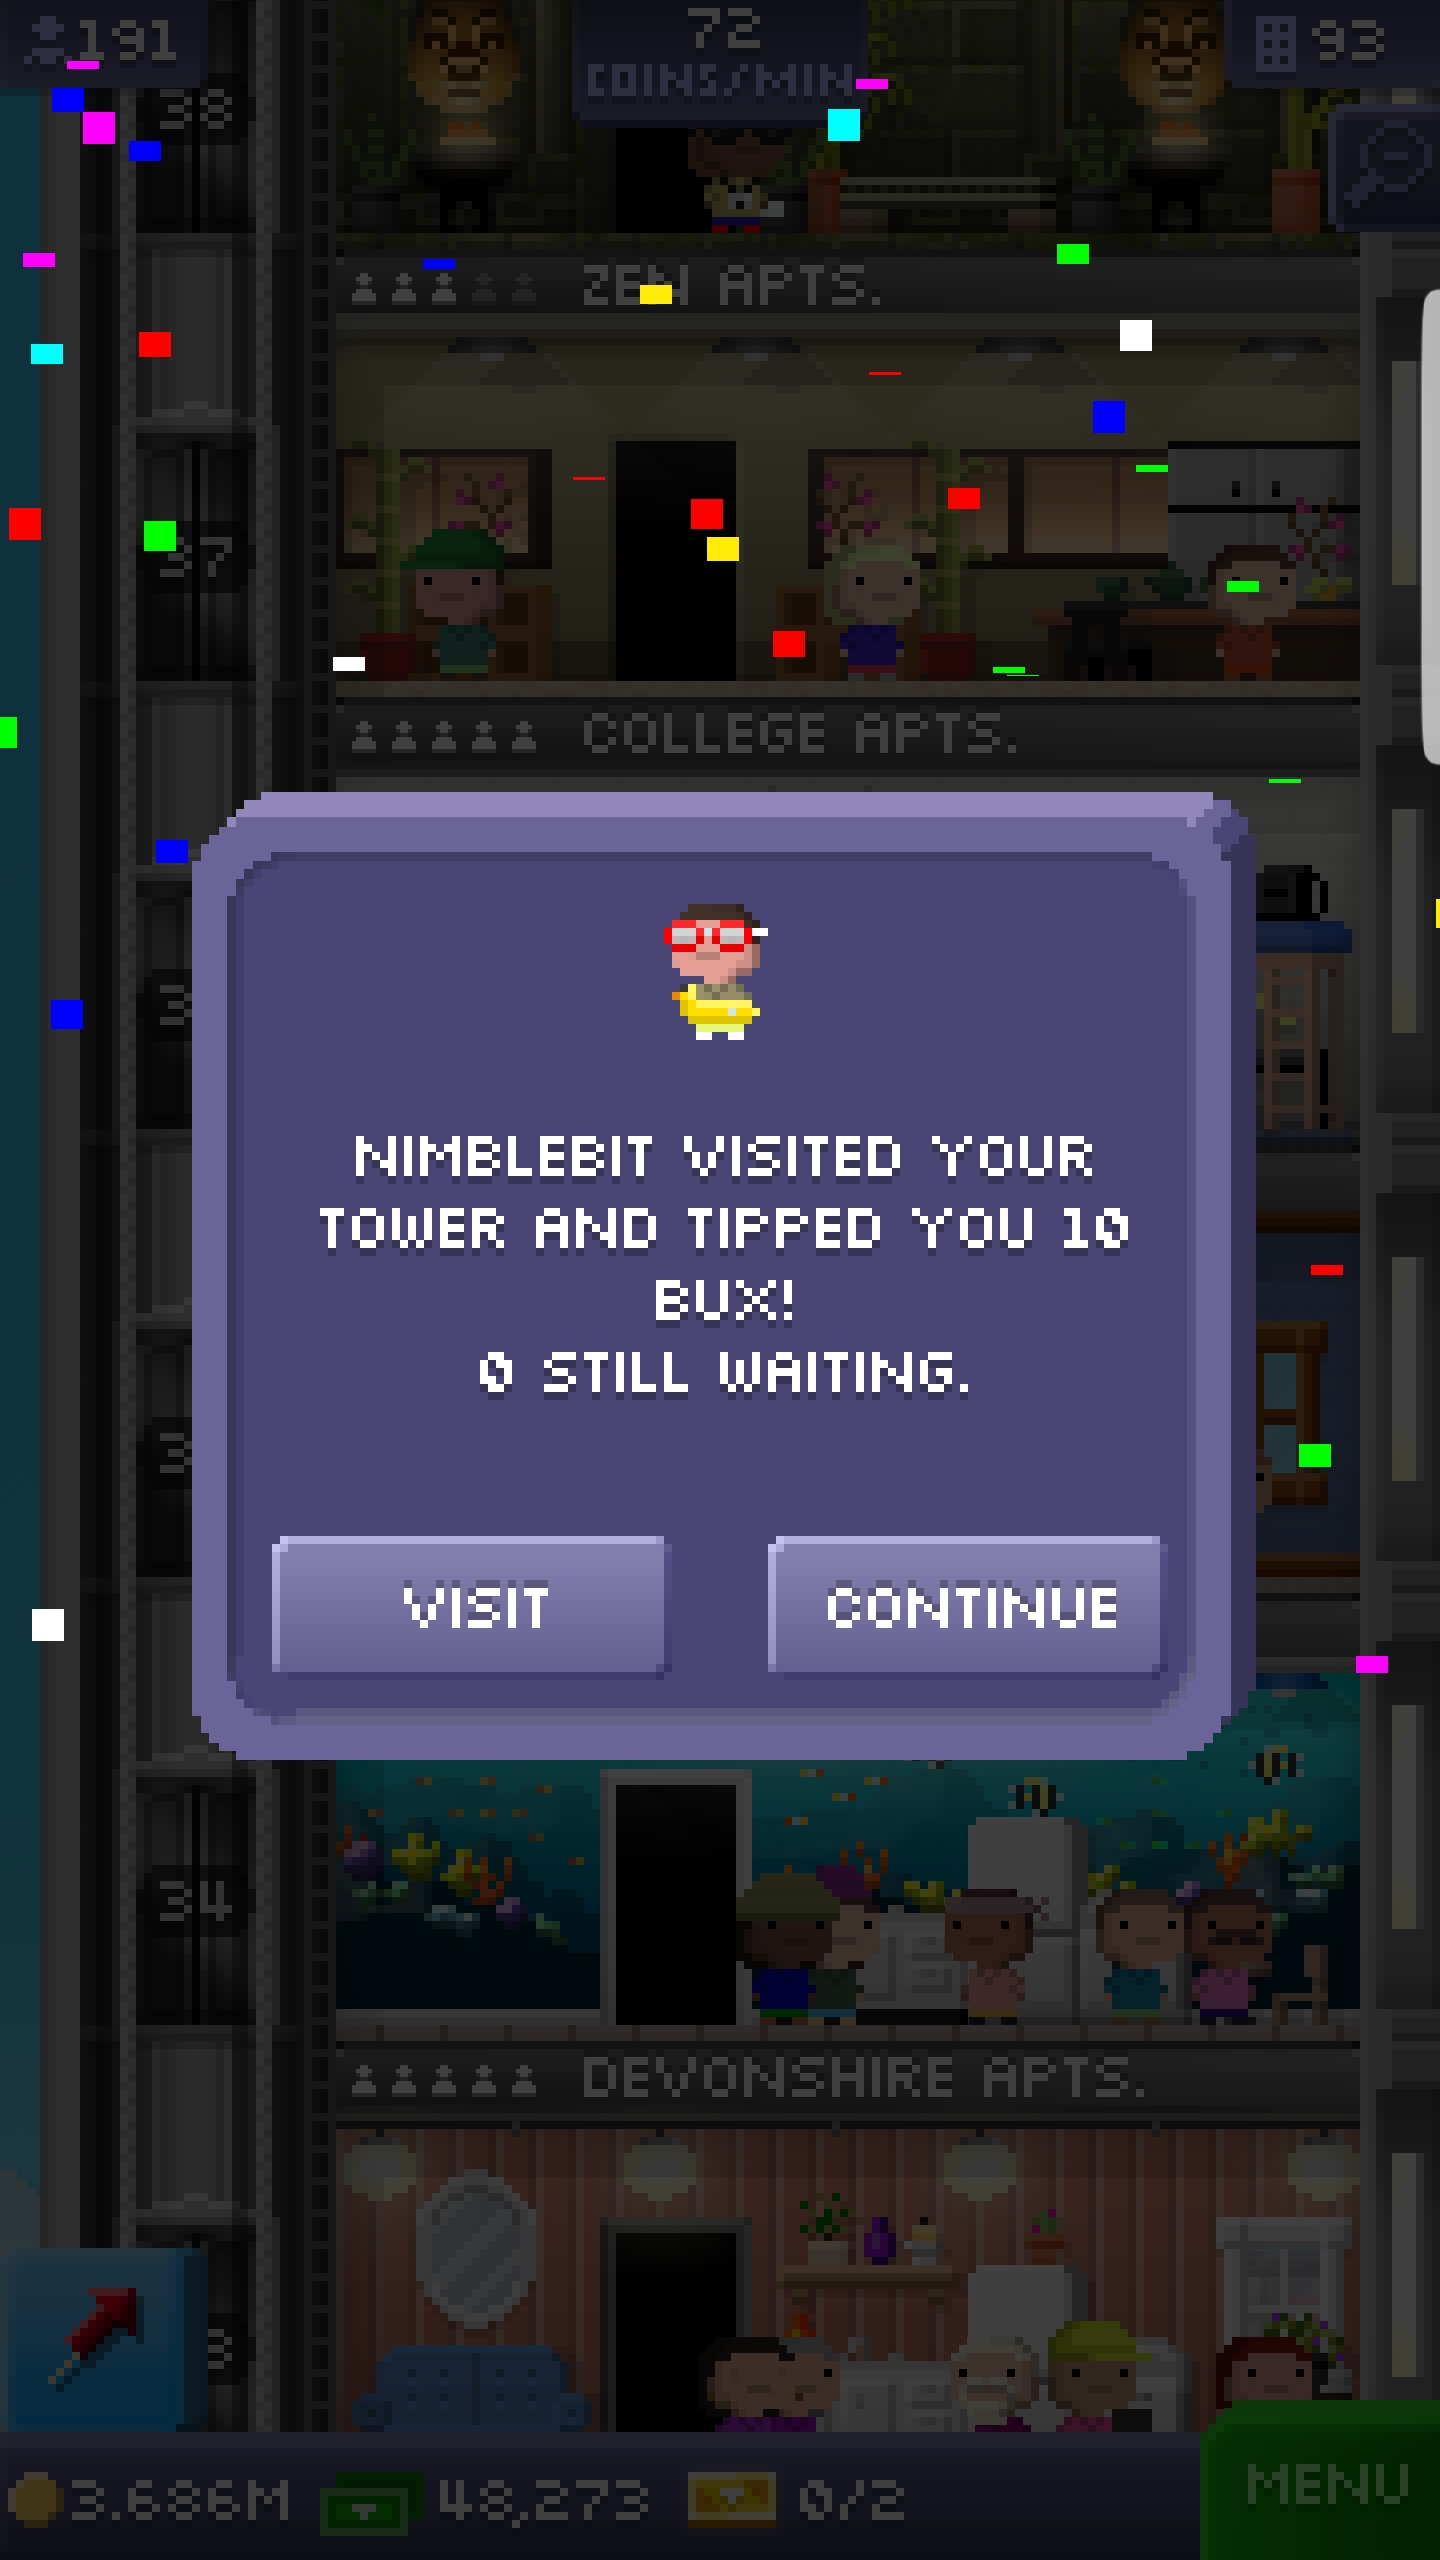 191
72
COINS/MIN
93
38
ZEN APTS.
37
COLLEGE APTS.
NIMBLEBIT VISITED YOUR
TOWER AND TIPPED YOU 10
BUX!
0 STILL WAITING.
VISIT
CONTINUE
34
DEVONSHIRE APTS.
3.686M
48,273
0/2
MENU